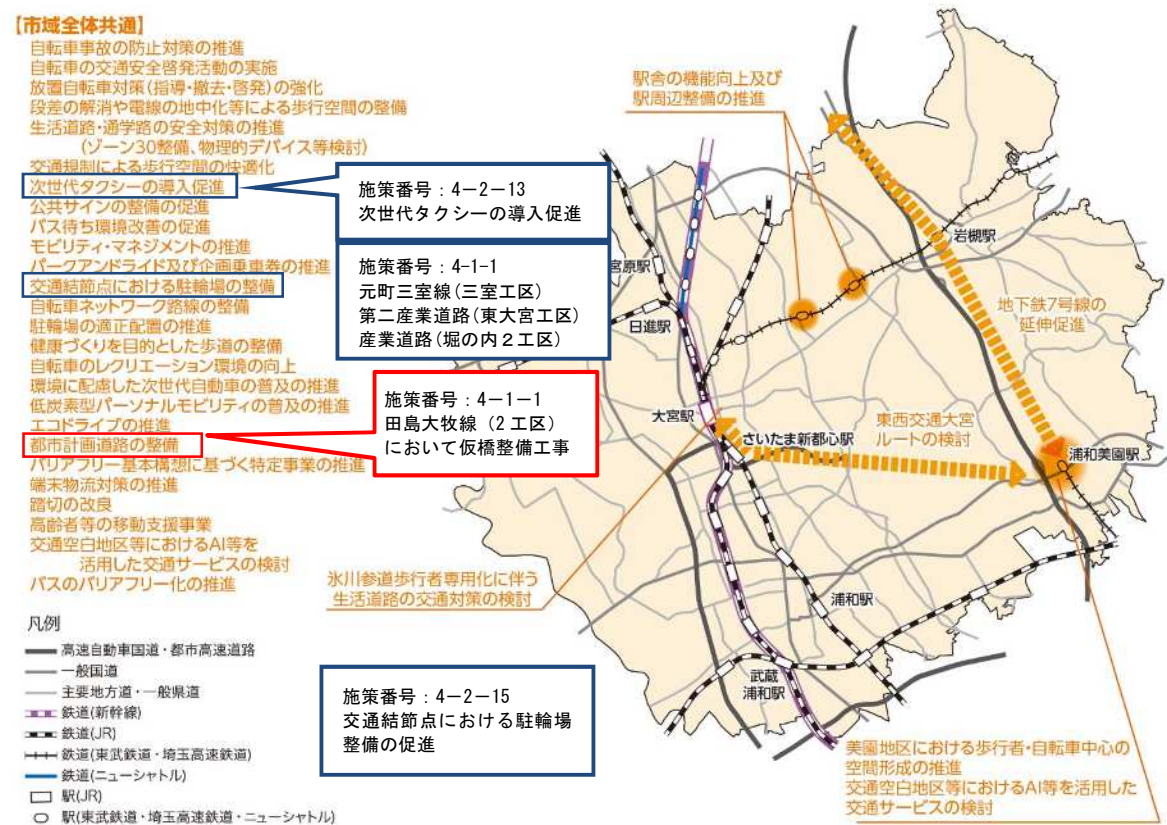 【市域全体共通】
自転車事故の防止対策の推進
自転車の交通安全啓発活動の実施
放置自転車対策(指導・撤去・啓発)の強化
段差の解消や電線の地中化等による歩行空間の整備
生活道路・通学路の安全対策の推進
(ゾーン30整備、物理的デバイス等検討)
交通規制による歩行空間の快適化
次世代タクシーの導入促進
公共サインの整備の促進
バス待ち環境改善の促進
モビリティ・マネジメントの推進
パークアンドライド及び企画乗車券の推進
交通結節点における駐輪場の整備
自転車ネットワーク路線の整備
駐輪場の適正配置の推進
健康づくりを目的とした歩道の整備
自転車のレクリエーション環境の向上
環境に配慮した次世代自動車の普及の推進
低炭素型パーソナルモビリティの普及の推進
エコドライブの推進
都市計画道路の整備
バリアフリー基本構想に基づく特定事業の推進
端末物流対策の推進
踏切の改良
高齢者等の移動支援事業
交通空白地区等におけるAI等を
活用した交通サービスの検討
バスのバリアフリー化の推進
施策番号:4-2-13
次世代タクシーの導入促進
施策番号:4-1-1
元町三室線(三室工区)
第二産業道路(東大宮工区)
産業道路(堀の内2工区)
施策番号:4-1-1
田島大牧線(2工区)
において仮橋整備工事
施策番号:4-2-15
交通結節点における駐輪場
整備の促進
駅舎の機能向上及び
駅周辺整備の推進
岩槻駅
宮原駅
日進駅
地下鉄7号線の
延伸促進
大宮駅
さいたま新都心駅
東西交通大宮
ルートの検討
浦和美園駅
氷川参道歩行者専用化に伴う
生活道路の交通対策の検討
浦和駅
武蔵
浦和駅
美園地区における歩行者・自転車中心の
空間形成の推進
交通空白地区等におけるAI等を活用した
交通サービスの検討
凡例
高速自動車国道・都市高速道路
一般国道
主要地方道・一般県道
鉄道(新幹線)
鉄道(JR)
鉄道(東武鉄道・埼玉高速鉄道)
鉄道(ニューシャトル)
駅(JR)
駅(東武鉄道・埼玉高速鉄道・ニューシャトル)